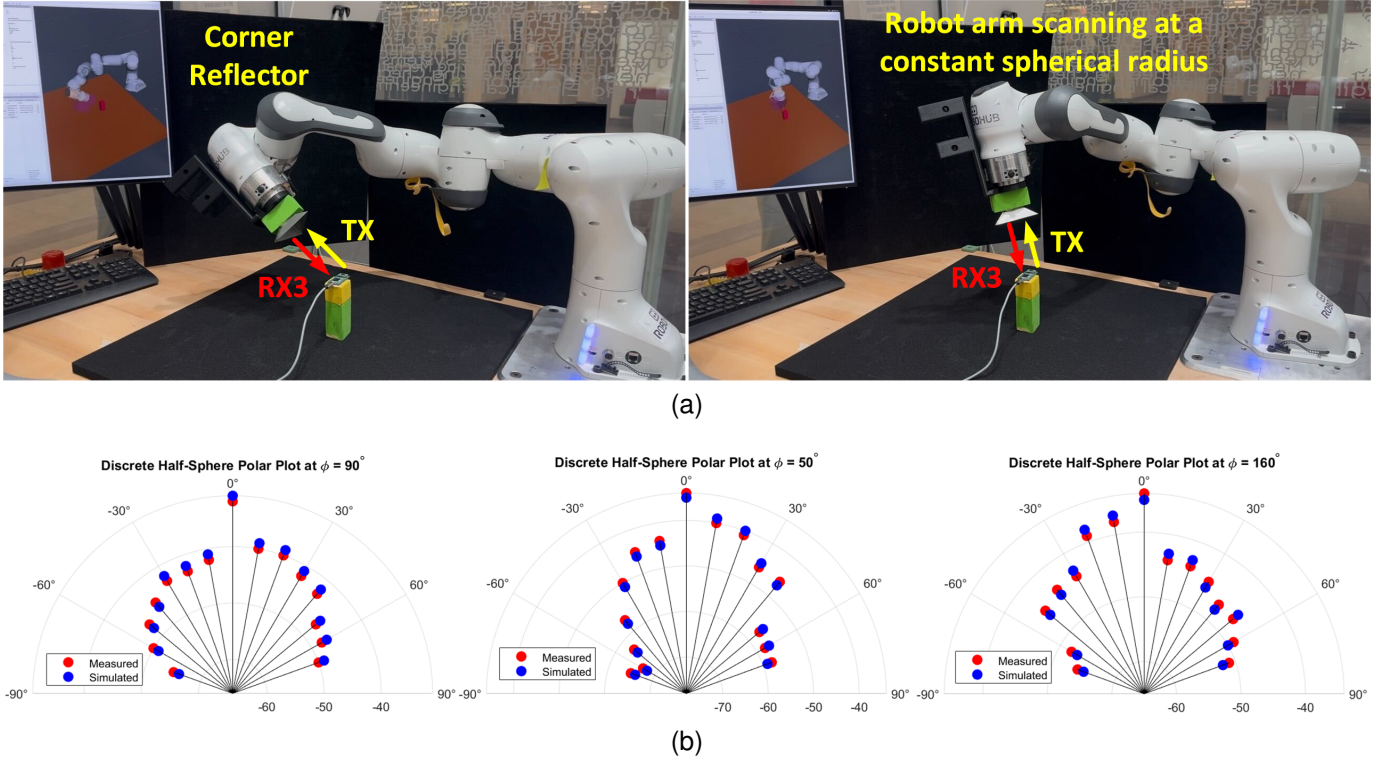 Corner
Reflector
TX
RX3
Robot arm scanning at a
constant spherical radius
TX
RX3
(a)
Discrete Half-Sphere Polar Plot at ϕ = 90°
0°
-30°
30°
-60°
60°
-90°
90°
Measured
Simulated
-60
-50
-40
Discrete Half-Sphere Polar Plot at ϕ = 50°
0°
-30°
30°
-60°
60°
-90°
90°
Measured
Simulated
-70
-60
-50
-40
Discrete Half-Sphere Polar Plot at ϕ = 160°
0°
-30°
30°
-60°
60°
-90°
90°
Measured
Simulated
-60
-50
-40
(b)